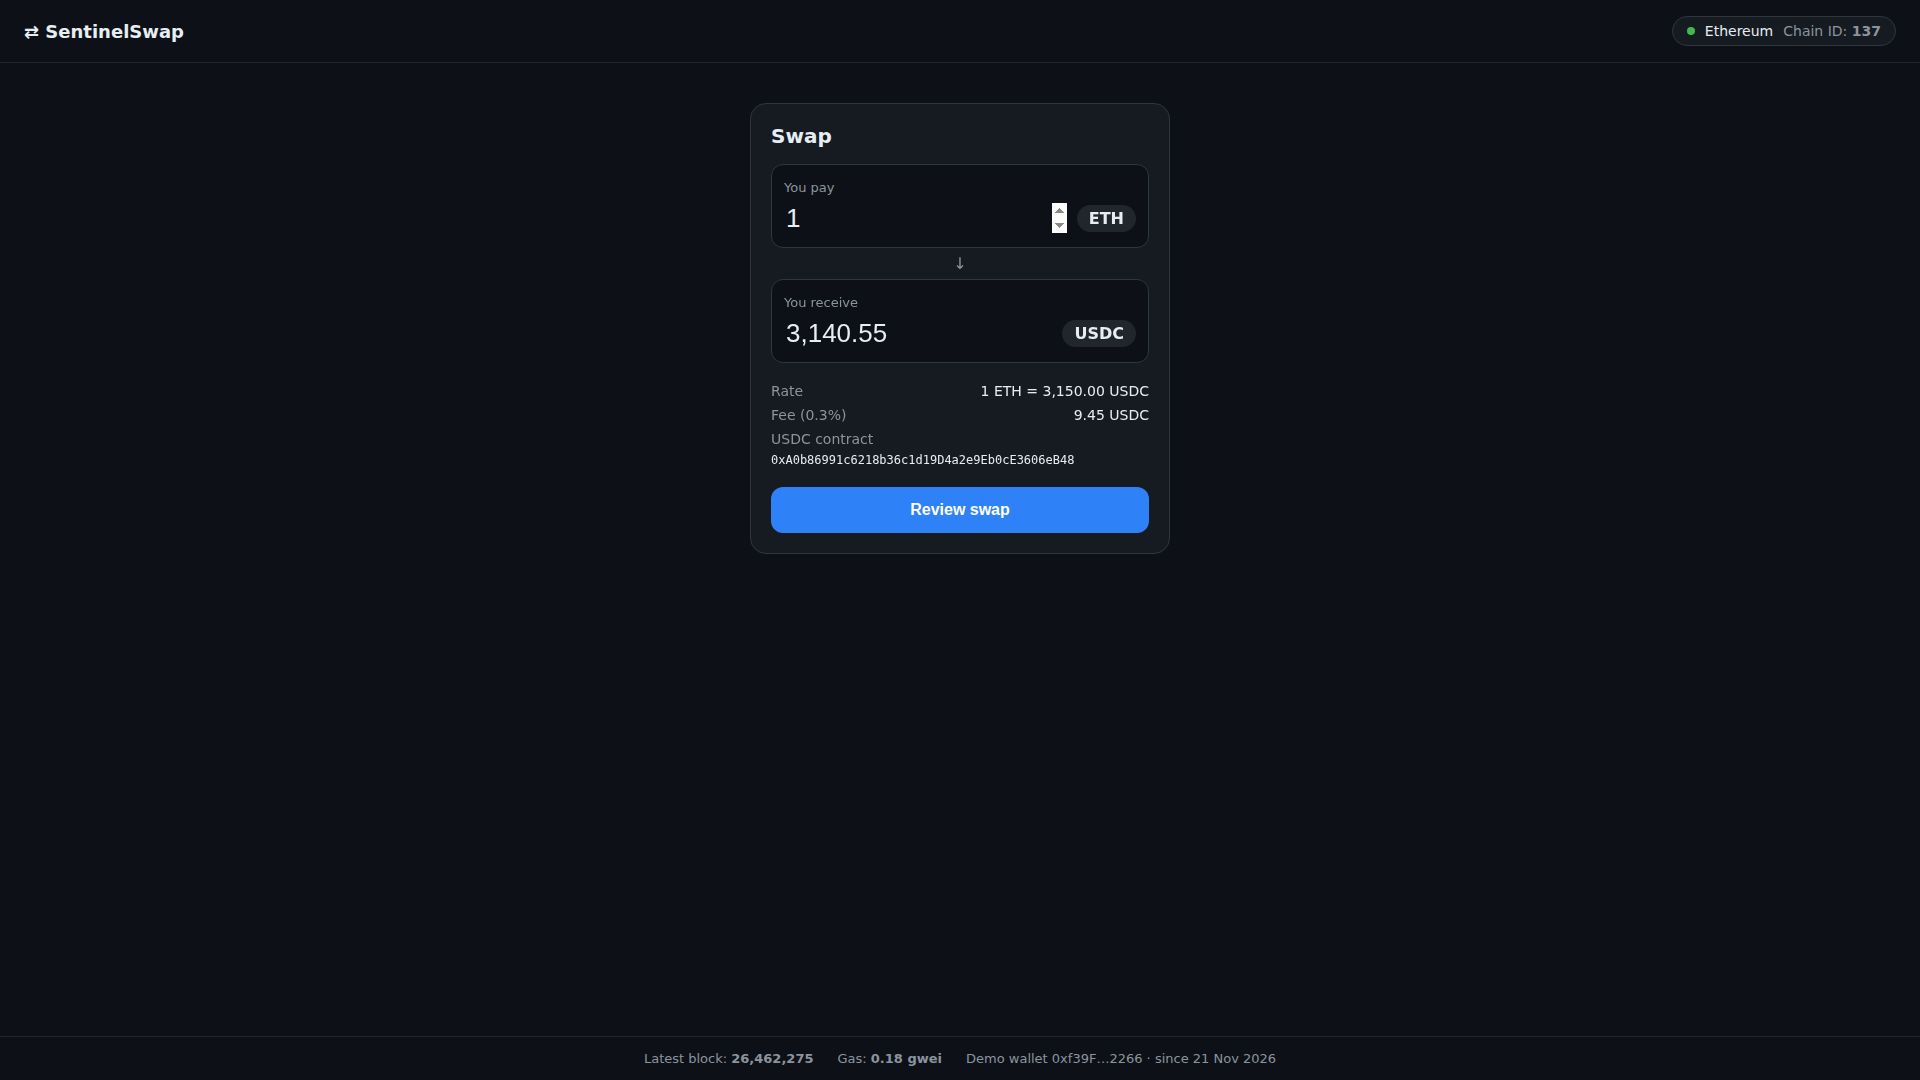 ⇄ SentinelSwap
Ethereum Chain ID: 137
Swap
You pay
1 ETH
↓
You receive
3,140.55 USDC
Rate 1 ETH = 3,150.00 USDC
Fee (0.3%) 9.45 USDC
USDC contract
0xA0b86991c6218b36c1d19D4a2e9Eb0cE3606eB48
Review swap
Latest block: 26,462,275 Gas: 0.18 gwei Demo wallet 0xf39F…2266 · since 21 Nov 2026